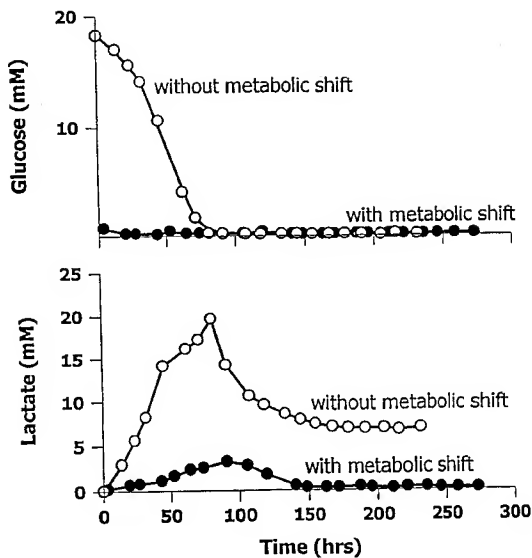 20
10
Glucose (mM)
without metabolic shift
with metabolic shift
25
20
15
10
5
0
Lactate (mM)
without metabolic shift
with metabolic shift
0 50 100 150 200 250 300
Time (hrs)